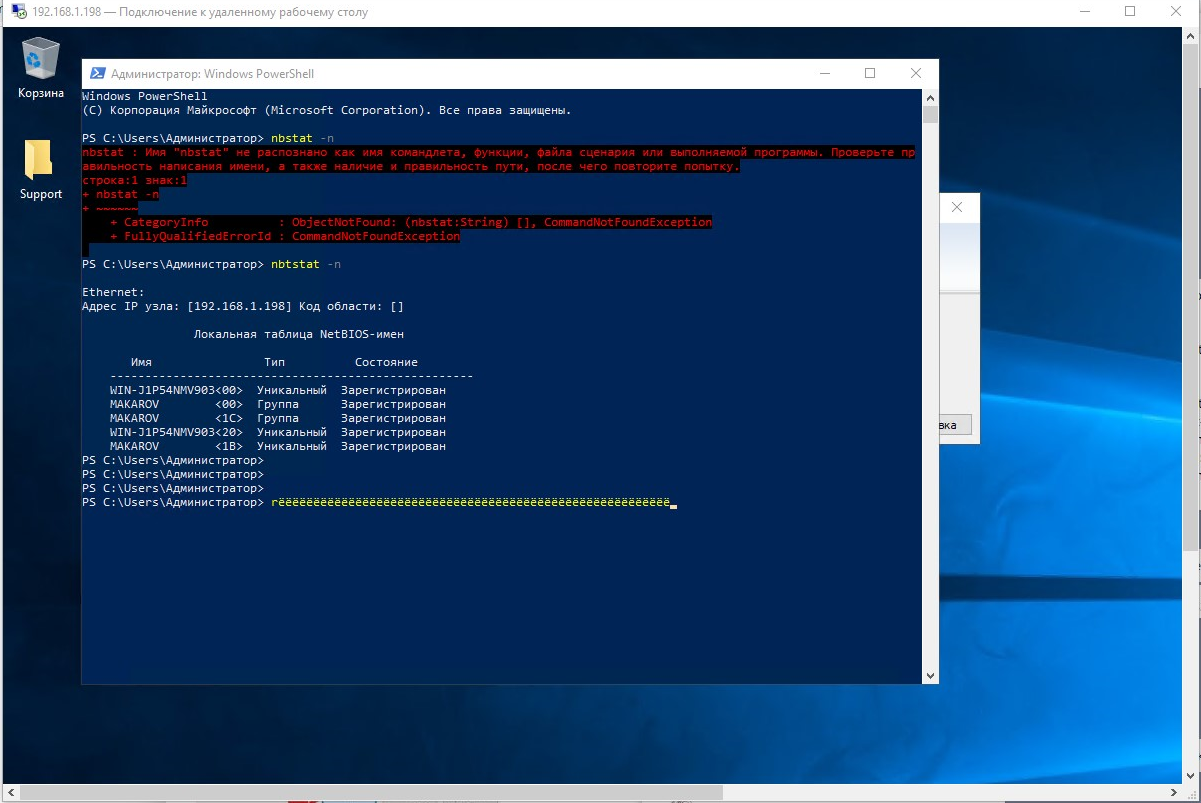 192.168.1.198 — Подключение к удаленному рабочему столу
Корзина
Support
Администратор: Windows PowerShell
Windows PowerShell
(C) Корпорация Майкрософт (Microsoft Corporation). Все права защищены.
PS C:\Users\Администратор> nbstat -n
nbstat : Имя "nbstat" не распознано как имя командлета, функции, файла сценария или выполняемой программы. Проверьте пр
авильность написания имени, а также наличие и правильность пути, после чего повторите попытку.
строка:1 знак:1
+ nbstat -n
+ ~~~~~~
    + CategoryInfo          : ObjectNotFound: (nbstat:String) [], CommandNotFoundException
    + FullyQualifiedErrorId : CommandNotFoundException
PS C:\Users\Администратор> nbtstat -n
Ethernet:
Адрес IP узла: [192.168.1.198] Код области: []
Локальная таблица NetBIOS-имен
Имя Тип Состояние
----------------------------------------------------
WIN-J1P54NMV903<00> Уникальный Зарегистрирован
MAKAROV <00> Группа Зарегистрирован
MAKAROV <1C> Группа Зарегистрирован
WIN-J1P54NMV903<20> Уникальный Зарегистрирован
MAKAROV <1B> Уникальный Зарегистрирован
PS C:\Users\Администратор>
PS C:\Users\Администратор>
PS C:\Users\Администратор>
PS C:\Users\Администратор> rёёёёёёёёёёёёёёёёёёёёёёёёёёёёёёёёёёёёёёёёёёёёёёёёёёёёёёёё_
вка